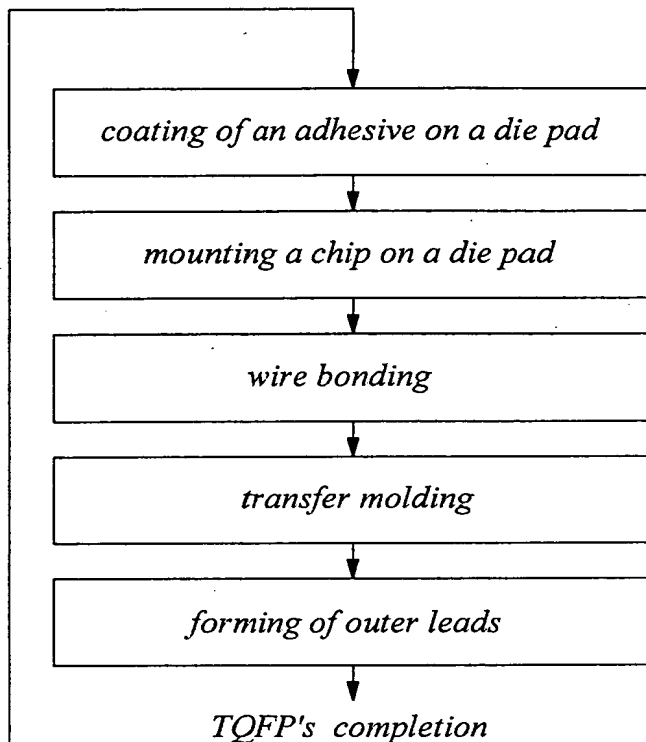 coating of an adhesive on a die pad
mounting a chip on a die pad
wire bonding
transfer molding
forming of outer leads
TQFP's completion